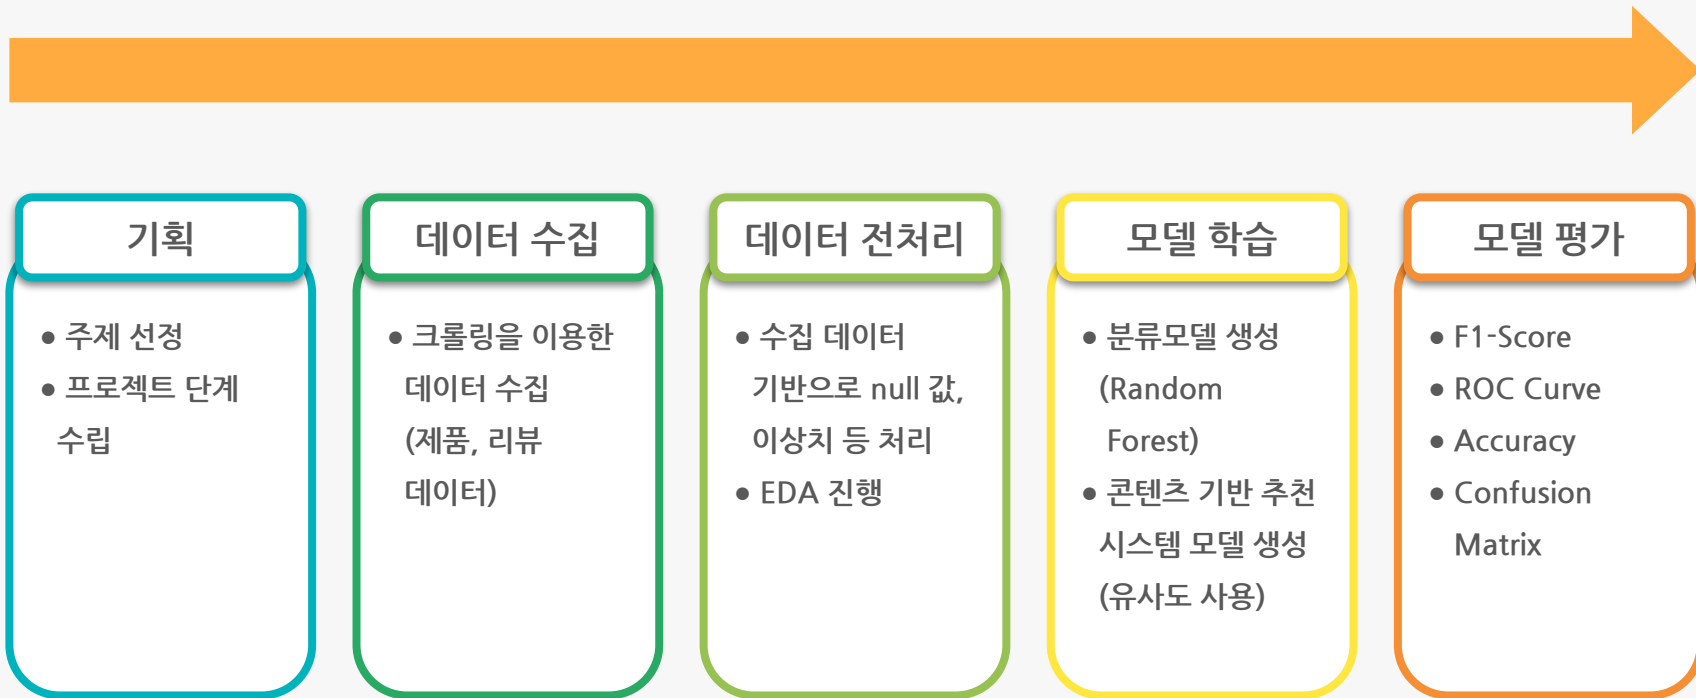 기획
● 주제 선정
● 프로젝트 단계
수립
데이터 수집
● 크롤링을 이용한
데이터 수집
(제품, 리뷰
데이터)
데이터 전처리
● 수집 데이터
기반으로 null 값,
이상치 등 처리
● EDA 진행
모델 학습
● 분류모델 생성
(Random
Forest)
● 콘텐츠 기반 추천
시스템 모델 생성
(유사도 사용)
모델 평가
● F1-Score
● ROC Curve
● Accuracy
● Confusion
Matrix